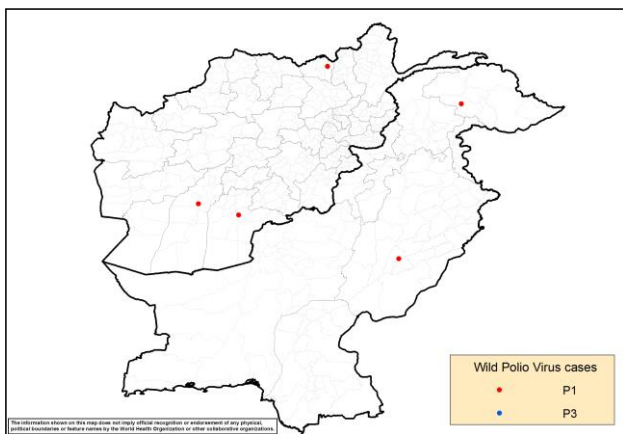 Wild Polio Virus cases
P1
P3
The information shown on this map does not imply official recognition or endorsement of any physical,
political boundaries or feature names by the World Health Organization or other collaborative organizations.